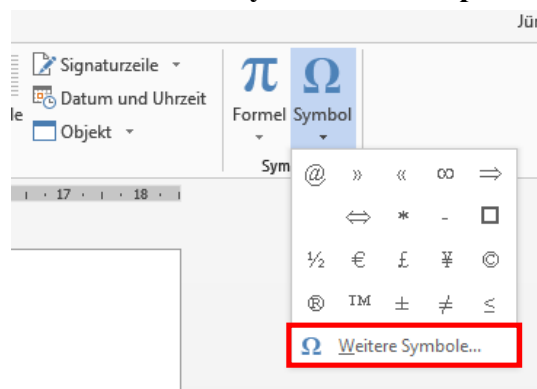 Jür
Signaturzeile
Datum und Uhrzeit
le
Objekt
π Ω
Formel Symbol
Sym
17 18
@ » « ∞ ⇒
⇔ * - □
½ € £ ¥ ©
® TM ± ≠ ≤
Ω Weitere Symbole...